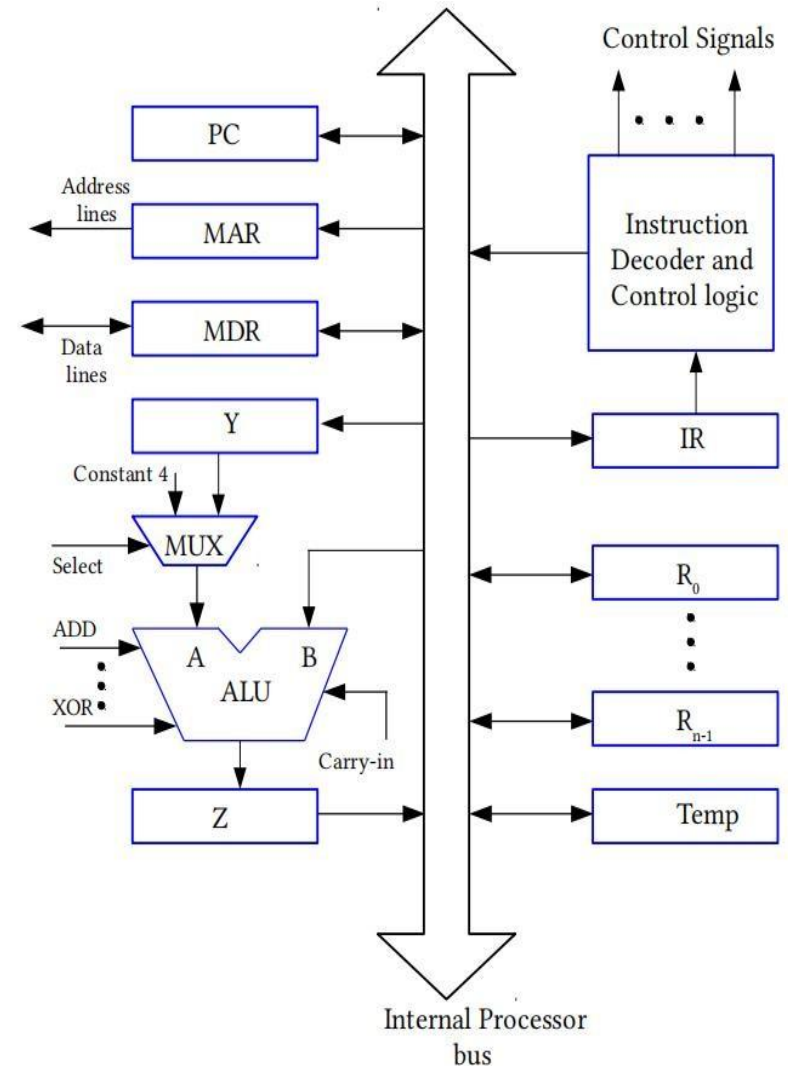 Control Signals
PC
Address
lines
MAR
Instruction
Decoder and
Control logic
MDR
Data
lines
Y
IR
Constant 4
MUX
Select
R0
ADD
A
B
ALU
XOR
Rn-1
Carry-in
Z
Temp
Internal Processor
bus